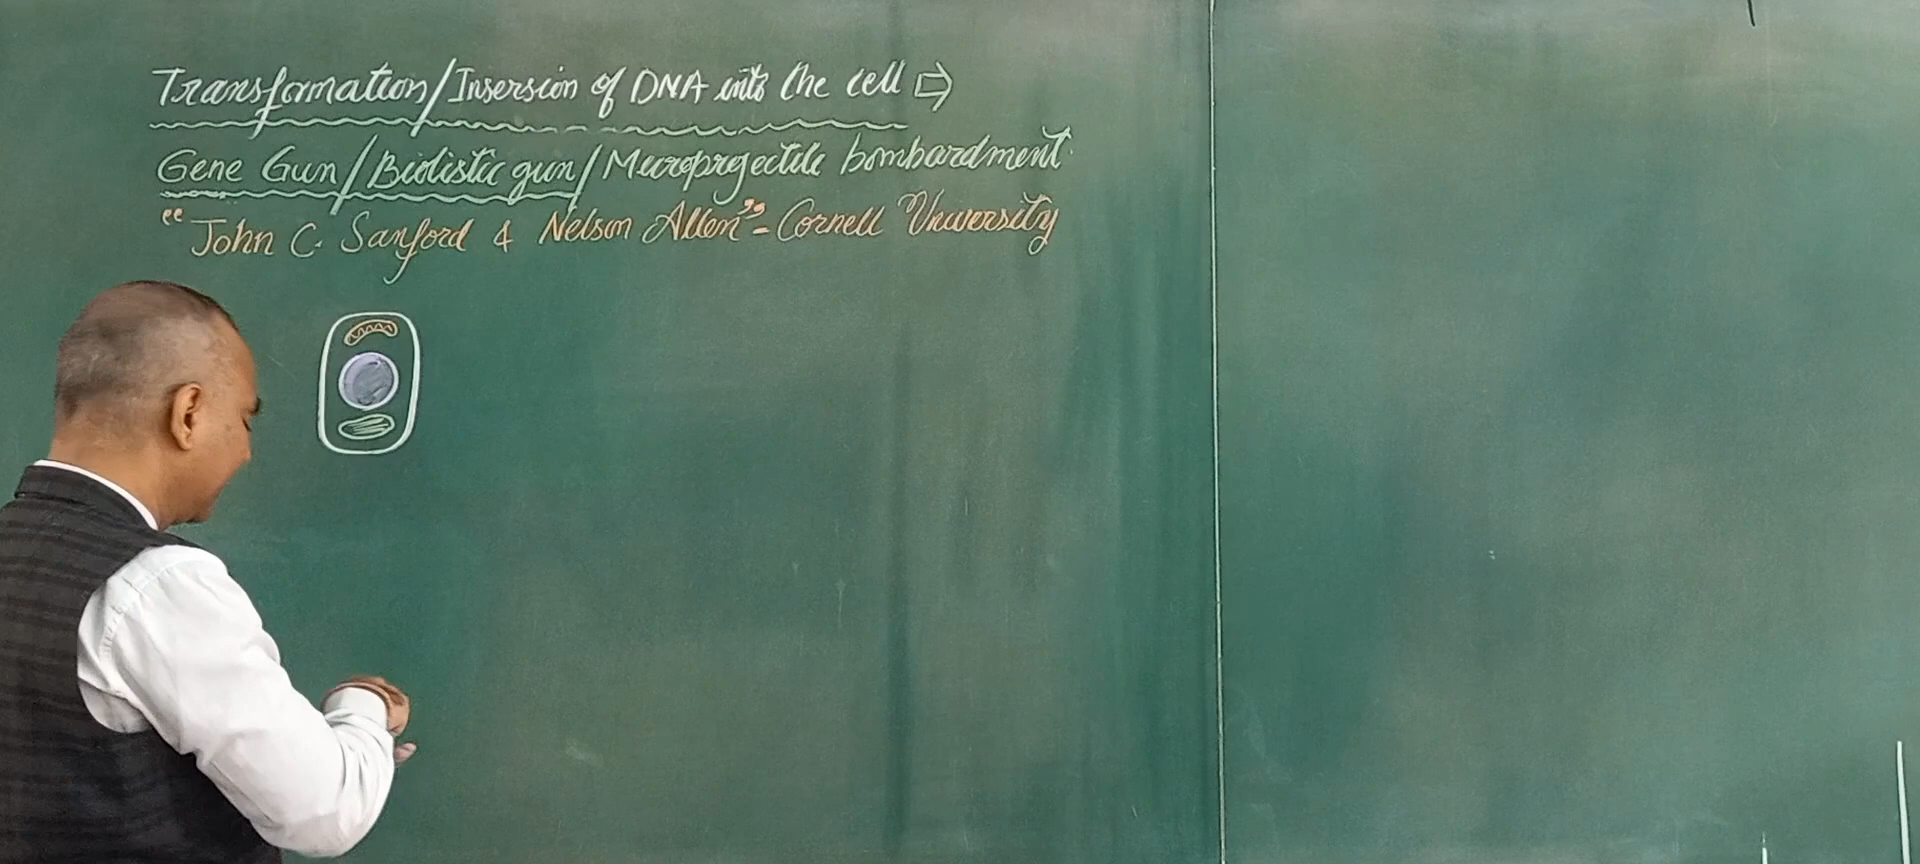 Transformation/Insersion of DNA into the cell ⇨
Gene Gun/Biolistic gun/Microprojectile bombardment.
"John C. Sanford & Nelson Allen"- Cornell University